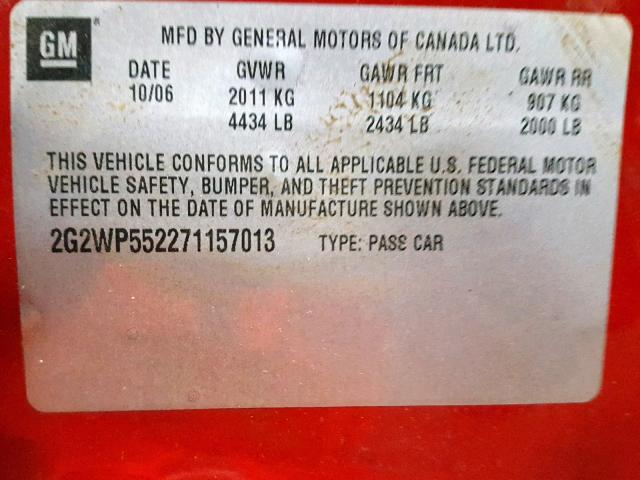 GM ®
MFD BY GENERAL MOTORS OF CANADA LTD.
DATE GVWR GAWR FRT GAWR RR
10/06 2011 KG 1104 KG 907 KG
4434 LB 2434 LB 2000 LB
THIS VEHICLE CONFORMS TO ALL APPLICABLE U.S. FEDERAL MOTOR
VEHICLE SAFETY, BUMPER, AND THEFT PREVENTION STANDARDS IN
EFFECT ON THE DATE OF MANUFACTURE SHOWN ABOVE.
2G2WP552271157013 TYPE: PASS CAR